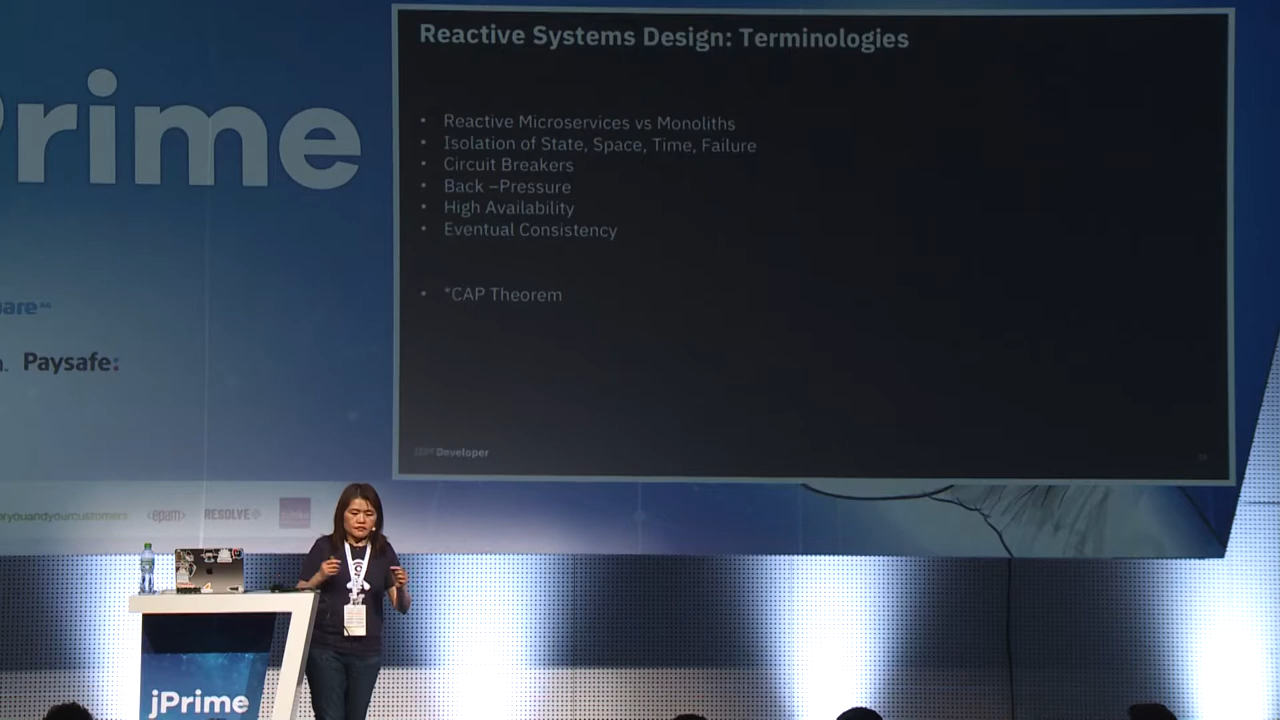 Reactive Systems Design: Terminologies
• Reactive Microservices vs Monoliths
• Isolation of State, Space, Time, Failure
• Circuit Breakers
• Back –Pressure
• High Availability
• Eventual Consistency
• *CAP Theorem
IBM Developer
Prime
Paysafe:
<epam>
RESOLVE
jPrime